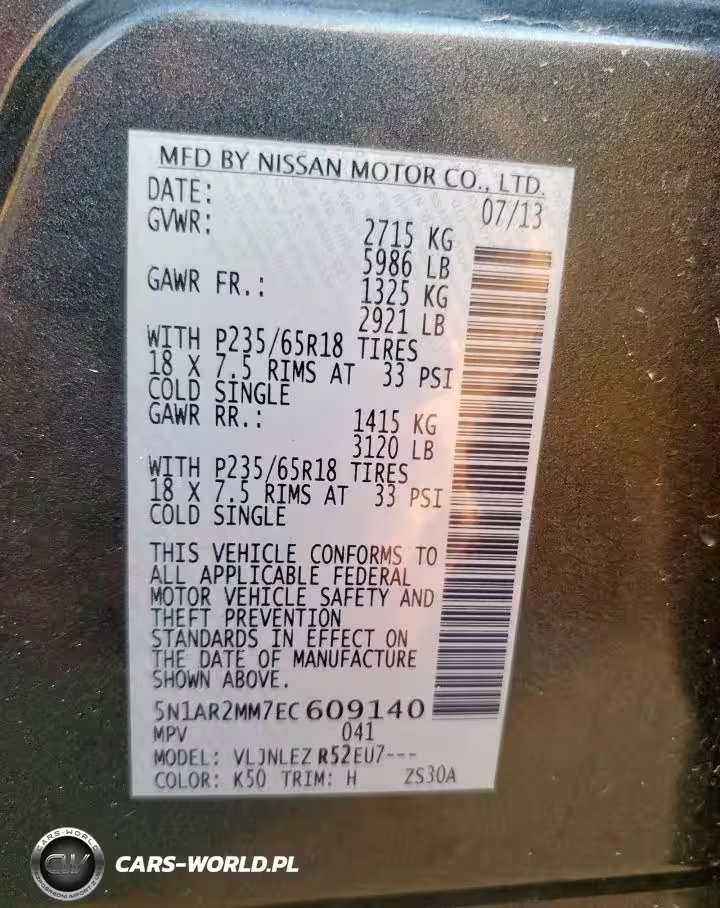 MFD BY NISSAN MOTOR CO., LTD.
DATE: 07/13
GVWR: 2715 KG
5986 LB
GAWR FR.: 1325 KG
2921 LB
WITH P235/65R18 TIRES
18 X 7.5 RIMS AT 33 PSI
COLD SINGLE
GAWR RR.: 1415 KG
3120 LB
WITH P235/65R18 TIRES
18 X 7.5 RIMS AT 33 PSI
COLD SINGLE
THIS VEHICLE CONFORMS TO
ALL APPLICABLE FEDERAL
MOTOR VEHICLE SAFETY AND
THEFT PREVENTION
STANDARDS IN EFFECT ON
THE DATE OF MANUFACTURE
SHOWN ABOVE.
5N1AR2MM7EC609140
MPV 041
MODEL: VLJNLEZ R52EU7---
COLOR: K50 TRIM: H ZS30A
CARS-WORLD
CW
CARS-WORLD.PL